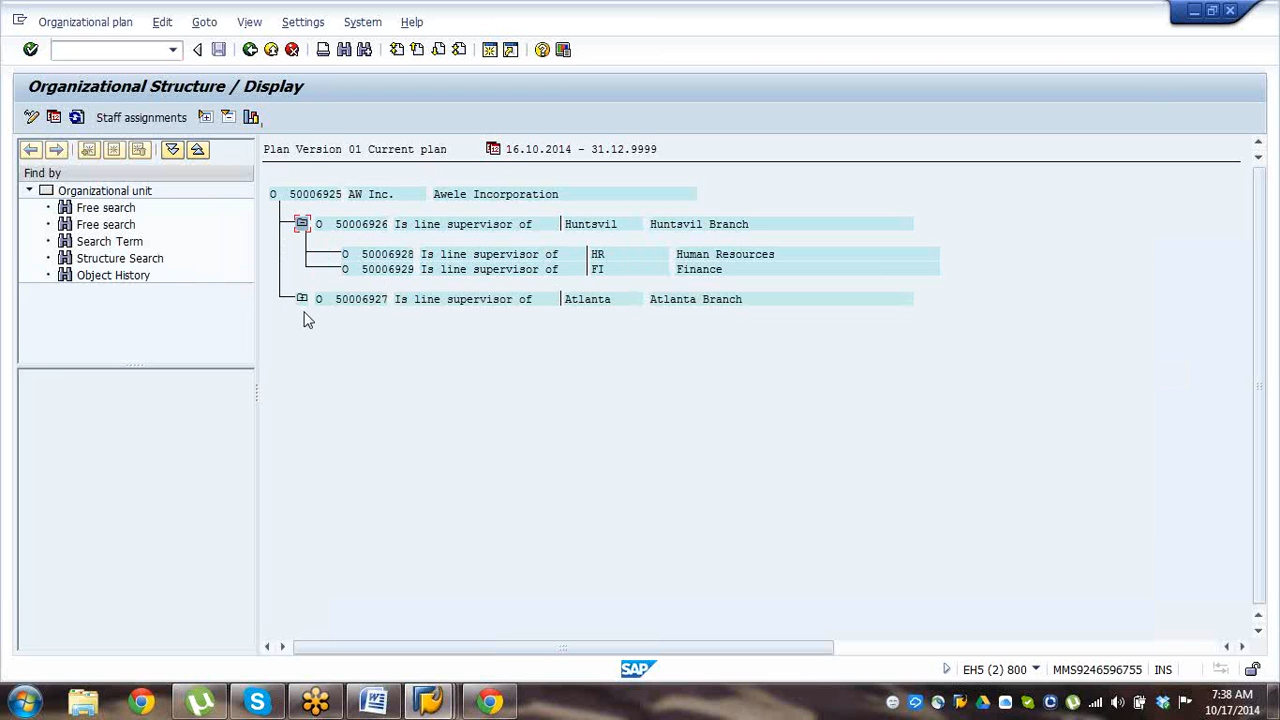 Organizational plan Edit Goto View Settings System Help
Organizational Structure / Display
Staff assignments
Find by
Organizational unit
Free search
Free search
Search Term
Structure Search
Object History
Plan Version 01 Current plan 16.10.2014 - 31.12.9999
O 50006925 AW Inc. Awele Incorporation
O 50006926 Is line supervisor of Huntsvil Huntsvil Branch
O 50006928 Is line supervisor of HR Human Resources
O 50006929 Is line supervisor of FI Finance
O 50006927 Is line supervisor of Atlanta Atlanta Branch
SAP
EH5 (2) 800 MMS9246596755 INS
7:38 AM
10/17/2014